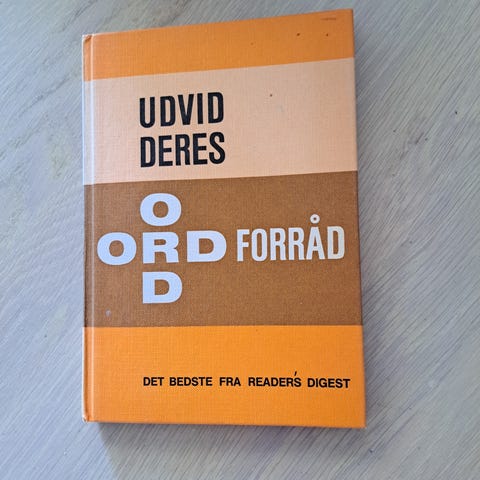 UDVID
DERES
O
ORD FORRÅD
D
DET BEDSTE FRA READER'S DIGEST